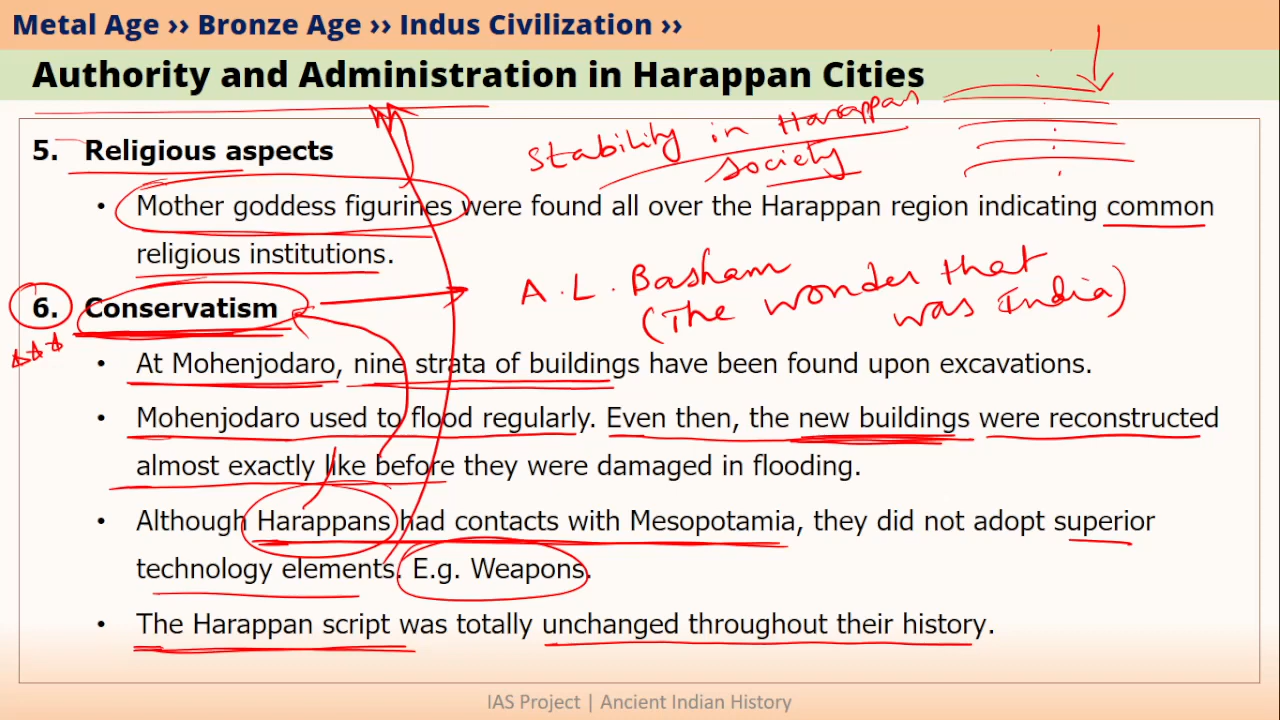 Metal Age ›› Bronze Age ›› Indus Civilization ››
Authority and Administration in Harappan Cities
Stability in Harappan
society
5. Religious aspects
• Mother goddess figurines were found all over the Harappan region indicating common
religious institutions.
A. L. Basham
(The wonder that
was India)
6. Conservatism
• At Mohenjodaro, nine strata of buildings have been found upon excavations.
• Mohenjodaro used to flood regularly. Even then, the new buildings were reconstructed
almost exactly like before they were damaged in flooding.
• Although Harappans had contacts with Mesopotamia, they did not adopt superior
technology elements. E.g. Weapons.
• The Harappan script was totally unchanged throughout their history.
IAS Project | Ancient Indian History